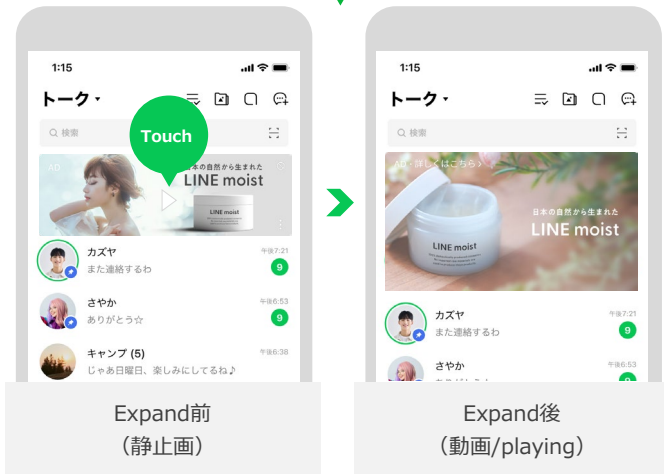 1:15
トーク
検索
Touch
AD
日本の自然から生まれた
LINE moist
LINE moist
カズヤ
午後7:21
また連絡するわ
9
さやか
午後6:53
ありがとう☆
9
キャンプ (5)
午後6:38
じゃあ日曜日、楽しみにしてるね♪
Expand前
（静止画）
1:15
トーク
検索
AD・詳しくはこちら>
日本の自然から生まれた
LINE moist
LINE moist
カズヤ
午後7:21
また連絡するわ
9
さやか
午後6:53
Expand後
（動画/playing）